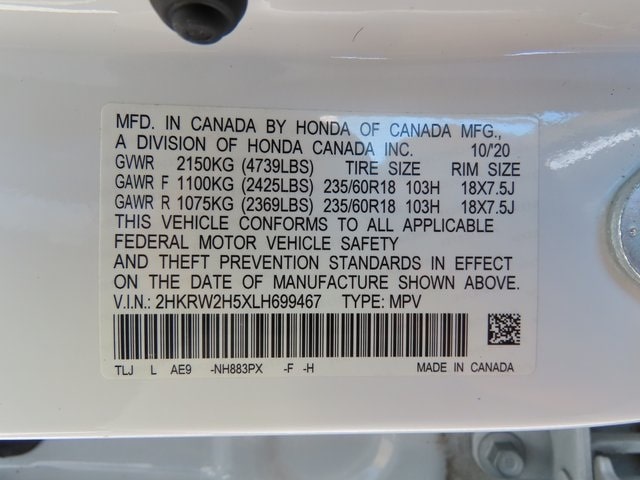 MFD. IN CANADA BY HONDA OF CANADA MFG.,
A DIVISION OF HONDA CANADA INC. 10/'20
GVWR 2150KG (4739LBS) TIRE SIZE RIM SIZE
GAWR F 1100KG (2425LBS) 235/60R18 103H 18X7.5J
GAWR R 1075KG (2369LBS) 235/60R18 103H 18X7.5J
THIS VEHICLE CONFORMS TO ALL APPLICABLE
FEDERAL MOTOR VEHICLE SAFETY
AND THEFT PREVENTION STANDARDS IN EFFECT
ON THE DATE OF MANUFACTURE SHOWN ABOVE.
V.I.N.: 2HKRW2H5XLH699467 TYPE: MPV
TLJ L AE9 -NH883PX -F -H MADE IN CANADA